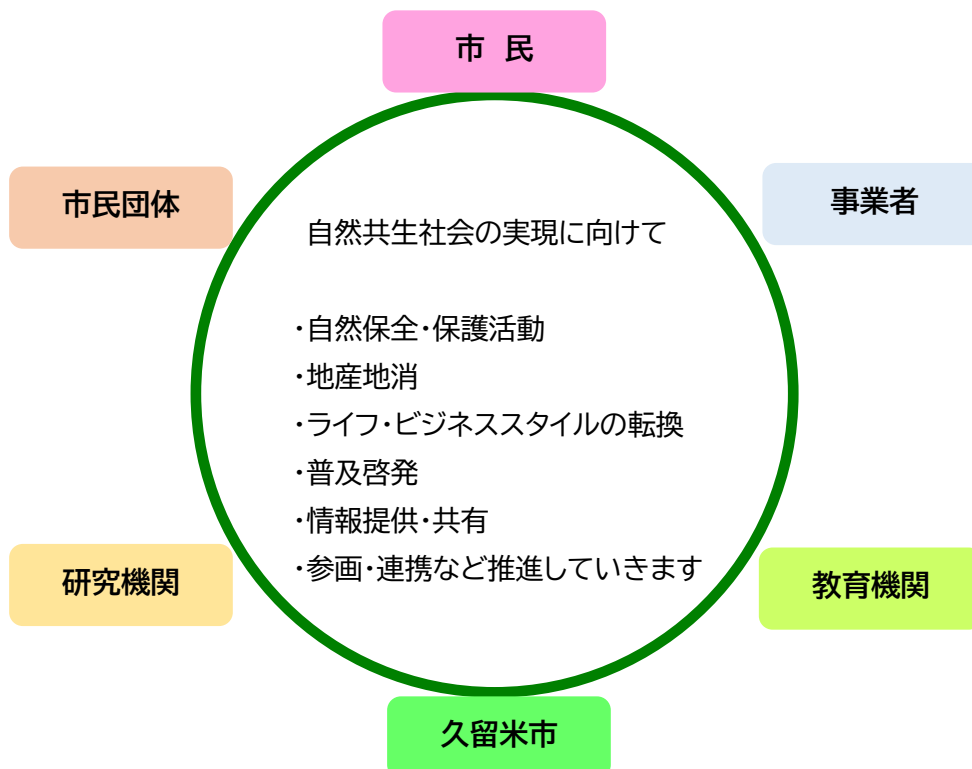 市 民
市民団体
事業者
自然共生社会の実現に向けて
・自然保全・保護活動
・地産地消
・ライフ・ビジネススタイルの転換
・普及啓発
・情報提供・共有
・参画・連携など推進していきます
研究機関
教育機関
久留米市